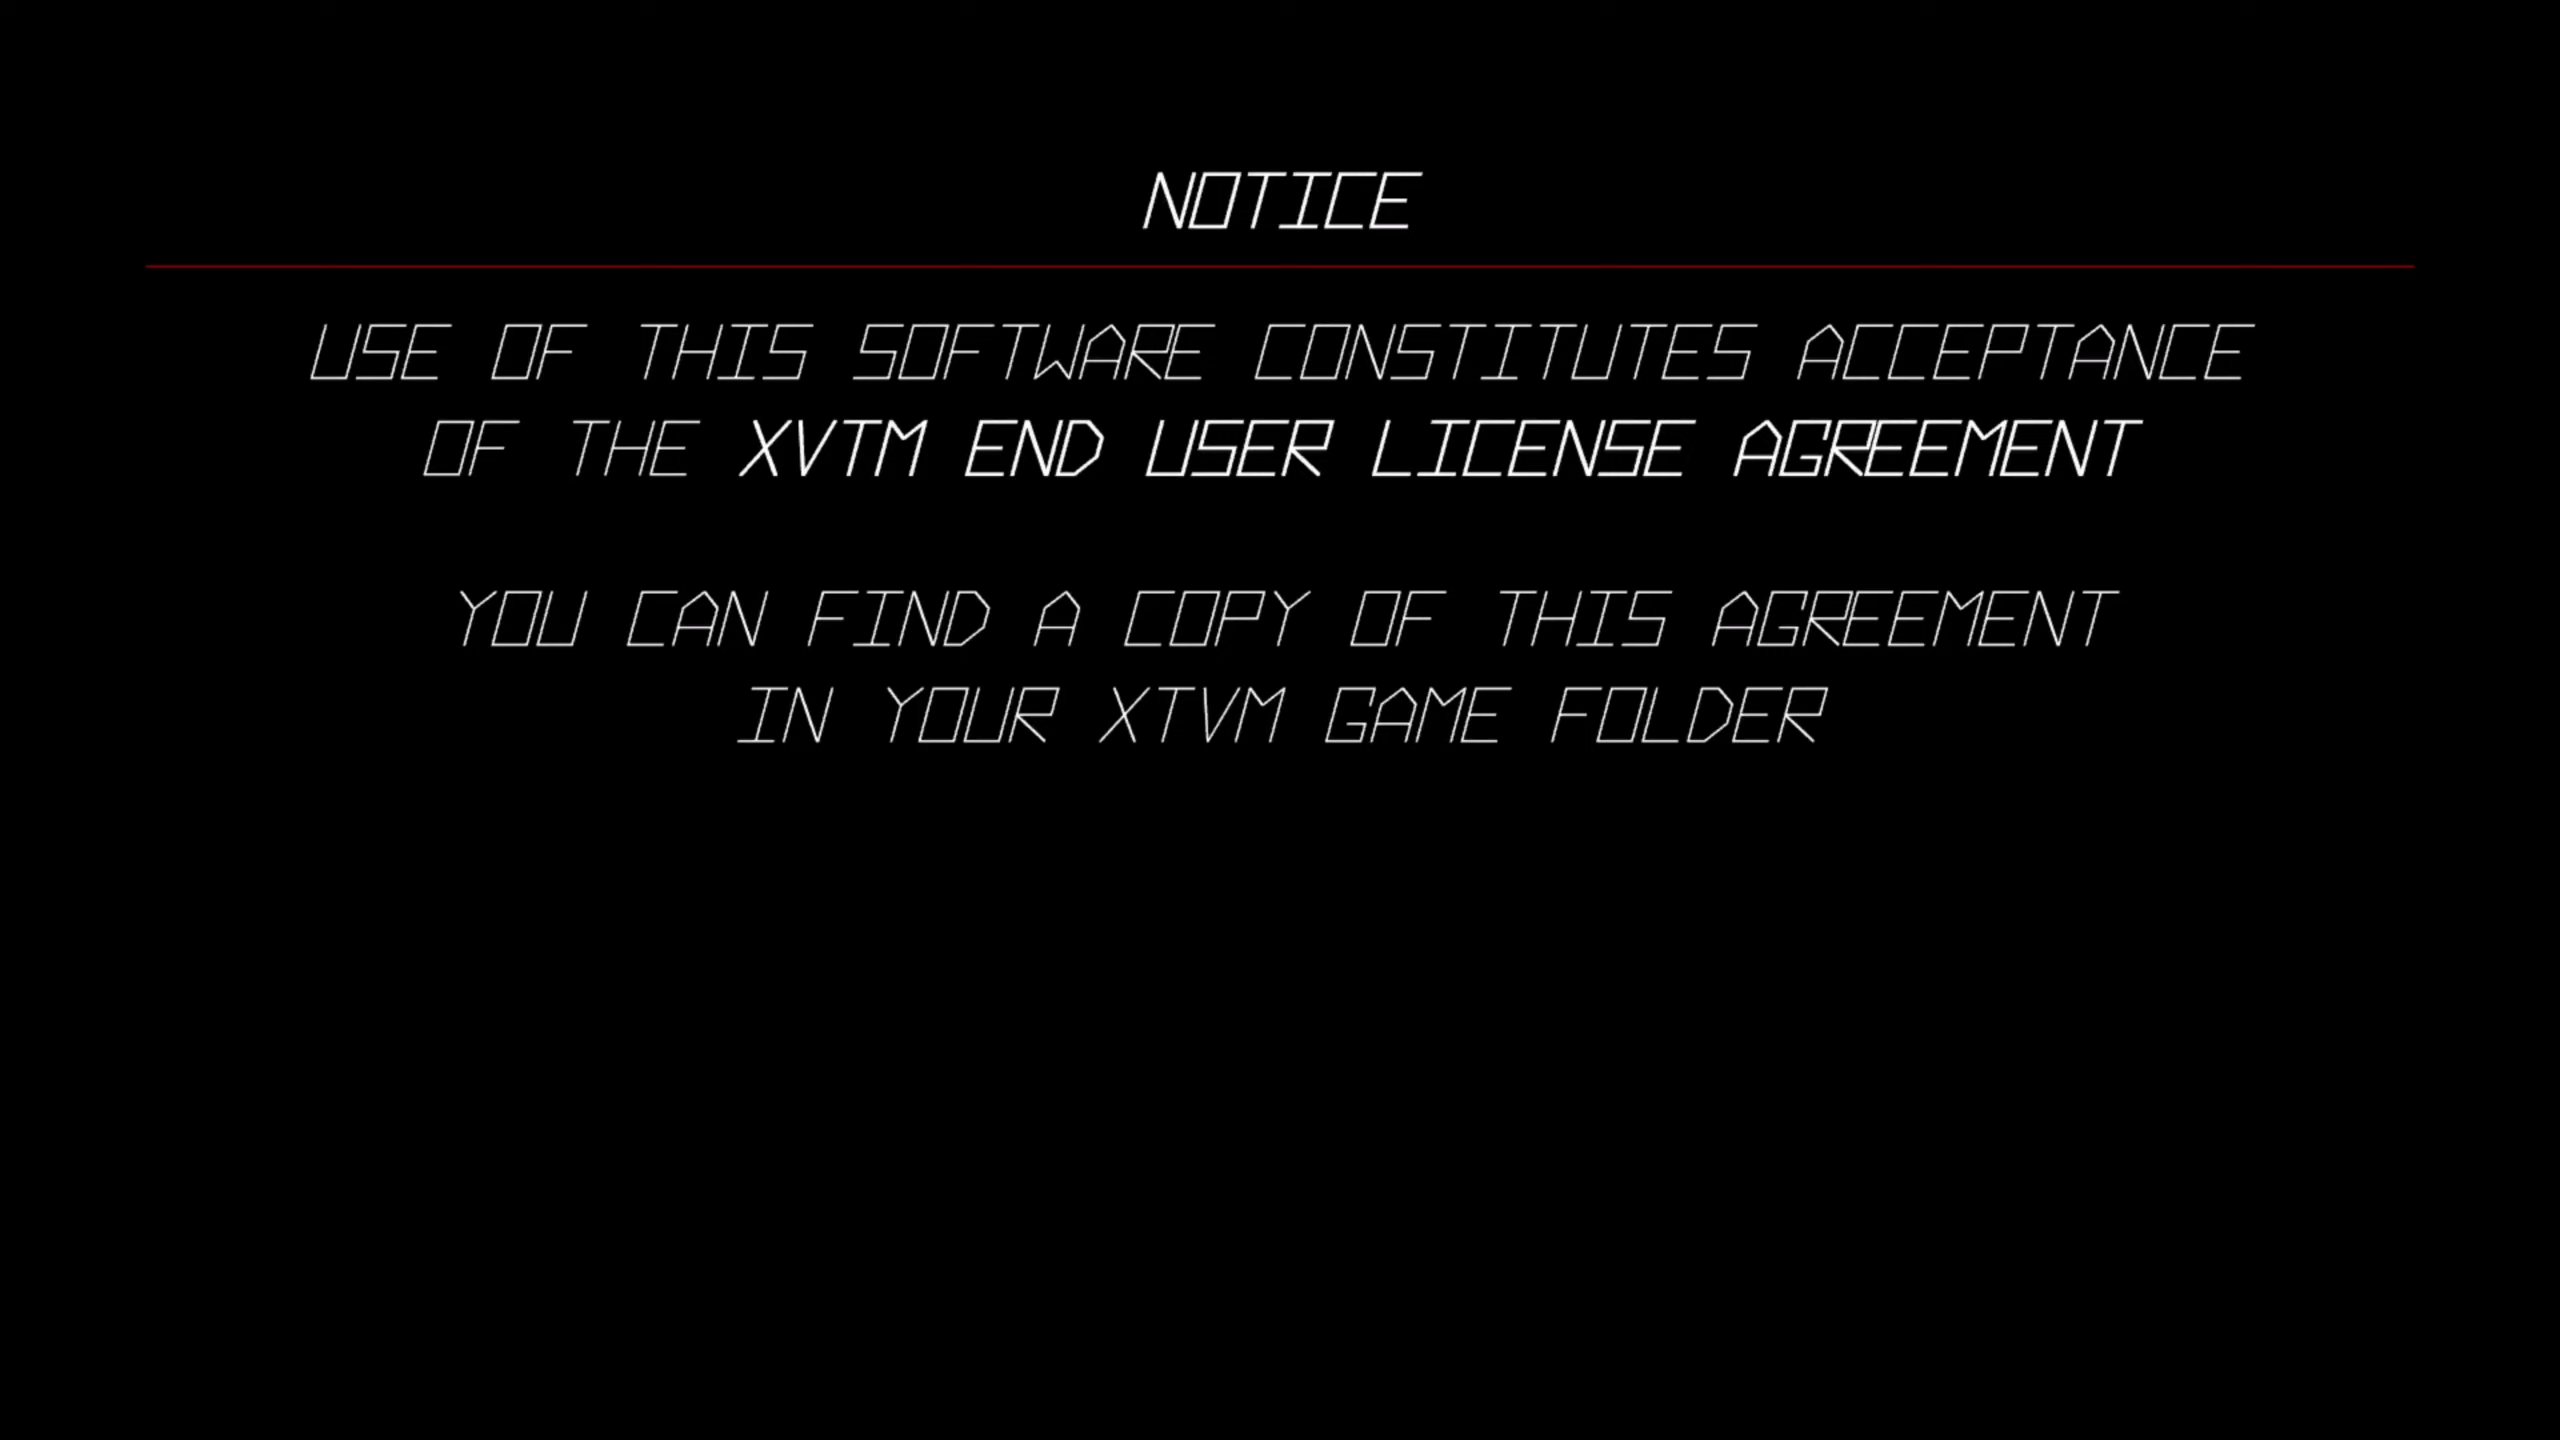 NOTICE
USE OF THIS SOFTWARE CONSTITUTES ACCEPTANCE
OF THE XVTM END USER LICENSE AGREEMENT
YOU CAN FIND A COPY OF THIS AGREEMENT
IN YOUR XTVM GAME FOLDER